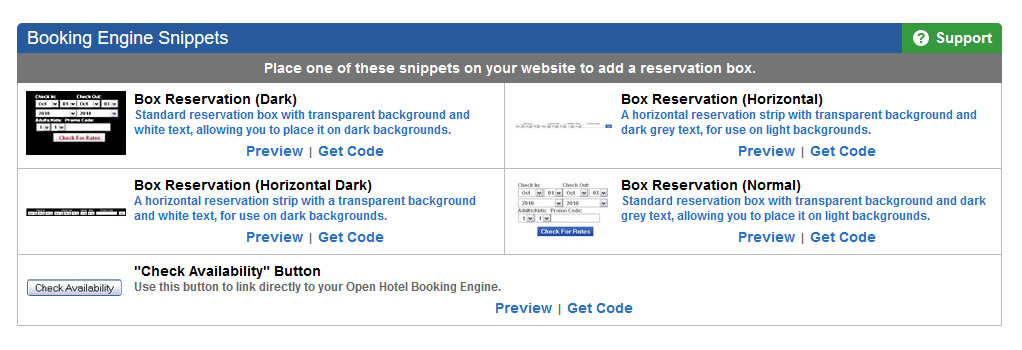 Booking Engine Snippets
Support
Place one of these snippets on your website to add a reservation box.
Check In: Check Out:
Oct 01 Oct 03
2018 2018
Adults: Kids: Promo Code:
1 1
Check For Rates
Box Reservation (Dark)
Standard reservation box with transparent background and
white text, allowing you to place it on dark backgrounds.
Preview | Get Code
Box Reservation (Horizontal)
A horizontal reservation strip with transparent background and
dark grey text, for use on light backgrounds.
Preview | Get Code
Box Reservation (Horizontal Dark)
A horizontal reservation strip with a transparent background
and white text, for use on dark backgrounds.
Preview | Get Code
Check In: Check Out:
Oct 01 Oct 03
2018 2018
Adults: Kids: Promo Code:
1 1
Check For Rates
Box Reservation (Normal)
Standard reservation box with transparent background and dark
grey text, allowing you to place it on light backgrounds.
Preview | Get Code
Check Availability
"Check Availability" Button
Use this button to link directly to your Open Hotel Booking Engine.
Preview | Get Code